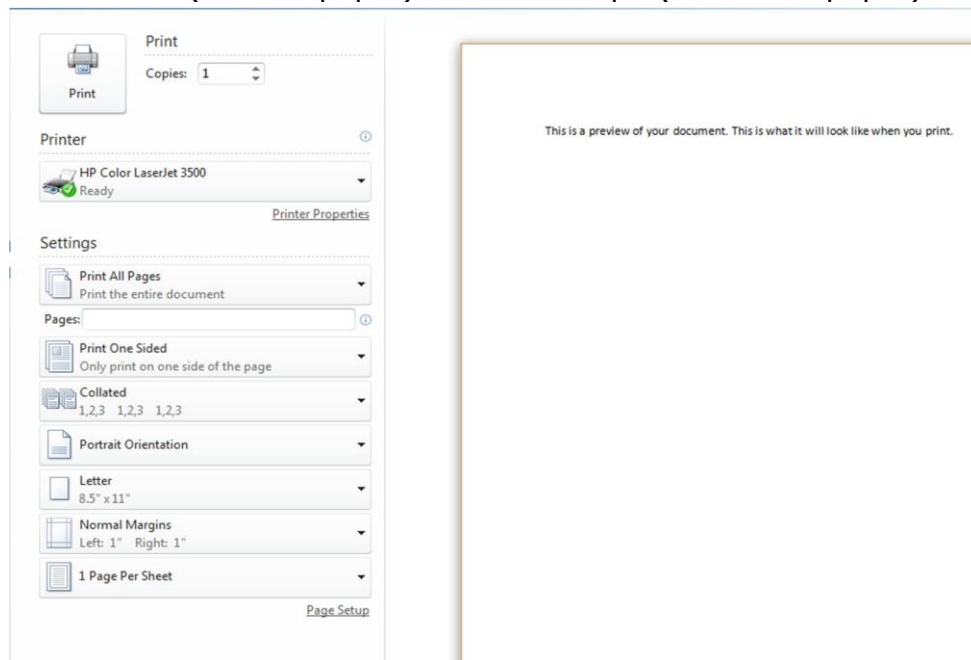 Print
Copies: 1
Print
Printer
HP Color LaserJet 3500
Ready
Printer Properties
Settings
Print All Pages
Print the entire document
Pages:
Print One Sided
Only print on one side of the page
Collated
1,2,3 1,2,3 1,2,3
Portrait Orientation
Letter
8.5" x 11"
Normal Margins
Left: 1" Right: 1"
1 Page Per Sheet
Page Setup
This is a preview of your document. This is what it will look like when you print.